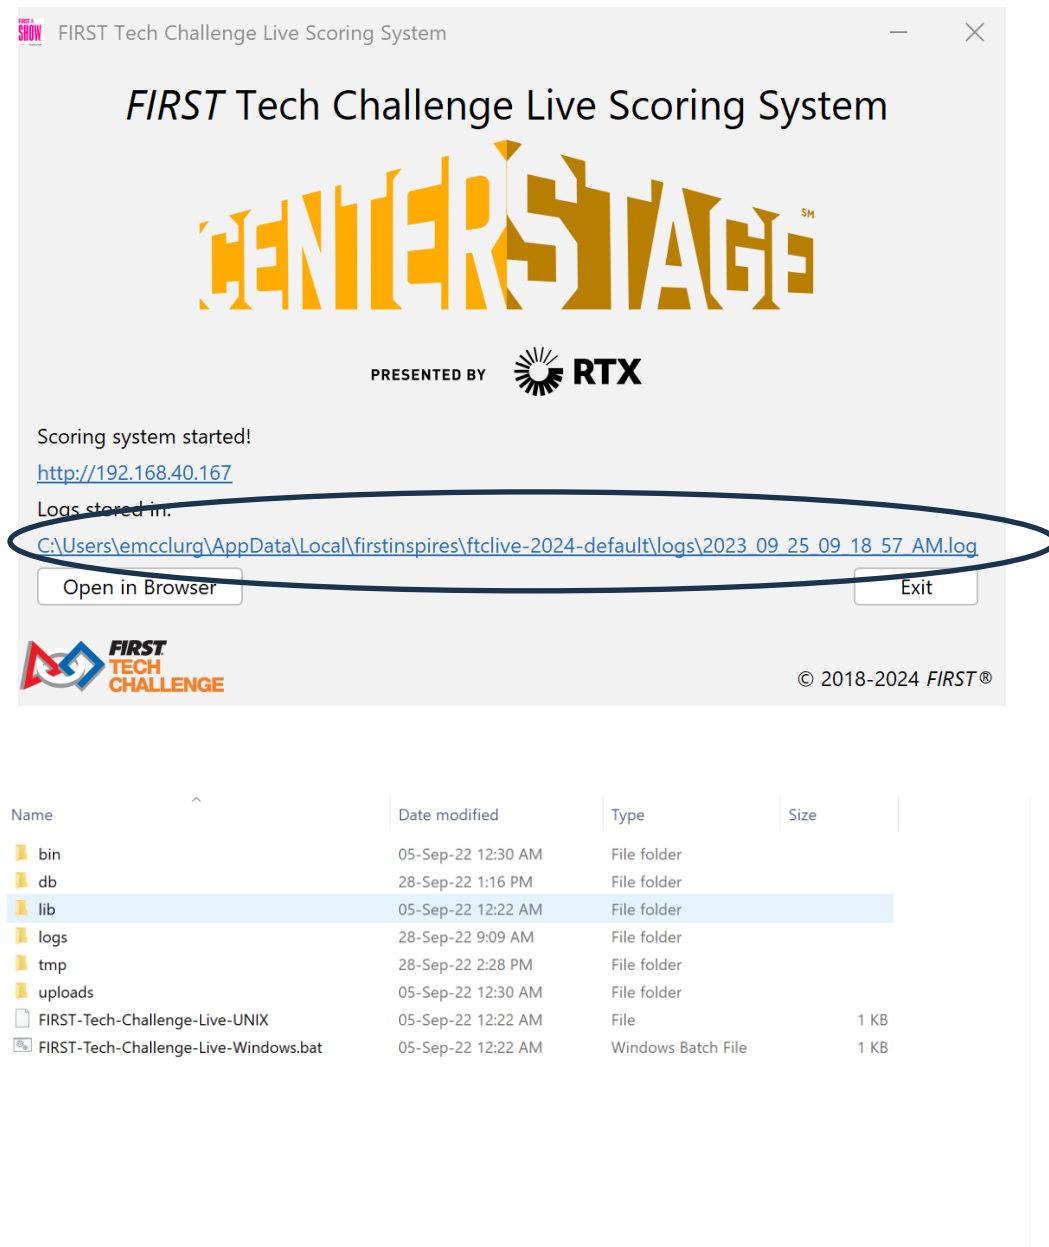 FIRST IN SHOW FIRST Tech Challenge Live Scoring System
FIRST Tech Challenge Live Scoring System
CENTERSTAGE SM
PRESENTED BY RTX
Scoring system started!
http://192.168.40.167
Logs stored in:
C:\Users\emcclurg\AppData\Local\firstinspires\ftclive-2024-default\logs\2023_09_25_09_18_57_AM.log
Open in Browser Exit
FIRST
TECH
CHALLENGE
© 2018-2024 FIRST®
Name Date modified Type Size
bin 05-Sep-22 12:30 AM File folder
db 28-Sep-22 1:16 PM File folder
lib 05-Sep-22 12:22 AM File folder
logs 28-Sep-22 9:09 AM File folder
tmp 28-Sep-22 2:28 PM File folder
uploads 05-Sep-22 12:30 AM File folder
FIRST-Tech-Challenge-Live-UNIX 05-Sep-22 12:22 AM File 1 KB
FIRST-Tech-Challenge-Live-Windows.bat 05-Sep-22 12:22 AM Windows Batch File 1 KB